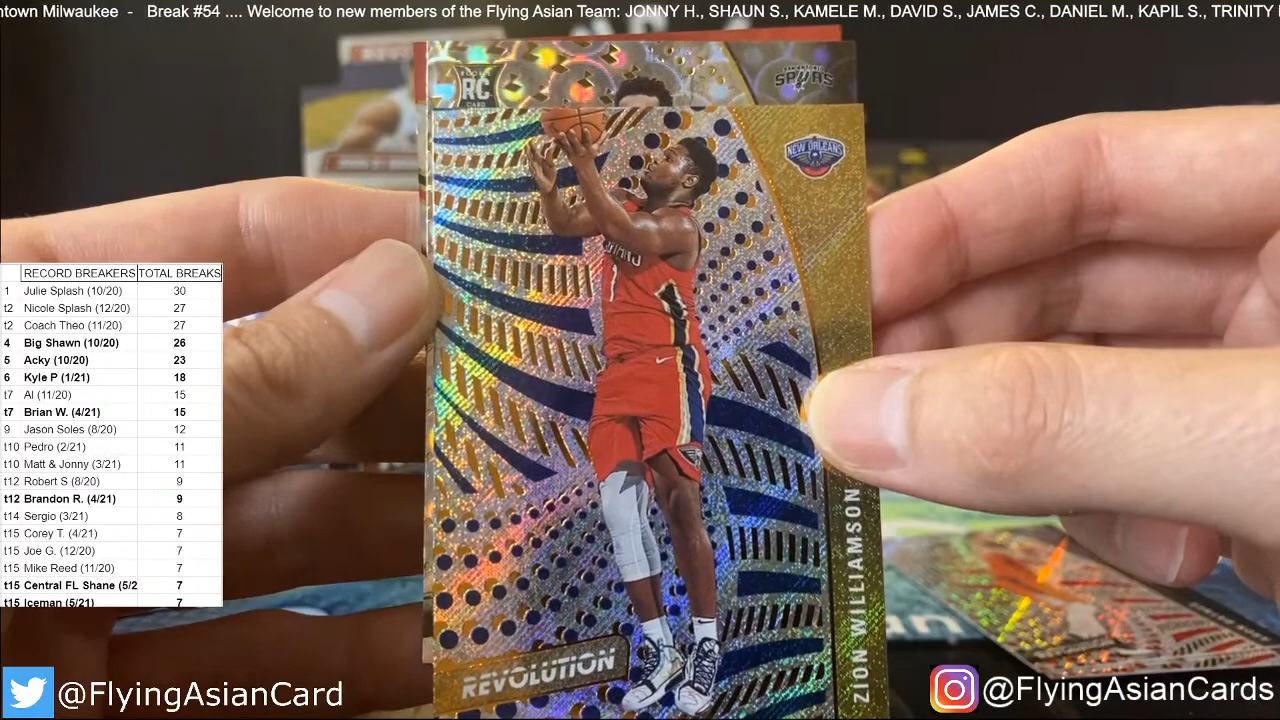 ntown Milwaukee - Break #54 .... Welcome to new members of the Flying Asian Team: JONNY H., SHAUN S., KAMELE M., DAVID S., JAMES C., DANIEL M., KAPIL S., TRINITY
ROOKIE
RC
CARD
SPURS
NEW ORLEANS
1
ZION WILLIAMSON
REVOLUTION
RECORD BREAKERS TOTAL BREAKS
1 Julie Splash (10/20) 30
t2 Nicole Splash (12/20) 27
t2 Coach Theo (11/20) 27
4 Big Shawn (10/20) 26
5 Acky (10/20) 23
6 Kyle P (1/21) 18
t7 Al (11/20) 15
t7 Brian W. (4/21) 15
9 Jason Soles (8/20) 12
t10 Pedro (2/21) 11
t10 Matt & Jonny (3/21) 11
t12 Robert S (8/20) 9
t12 Brandon R. (4/21) 9
t14 Sergio (3/21) 8
t15 Corey T. (4/21) 7
t15 Joe G. (12/20) 7
t15 Mike Reed (11/20) 7
t15 Central FL Shane (5/2 7
t15 Iceman (5/21) 7
@FlyingAsianCard
@FlyingAsianCards